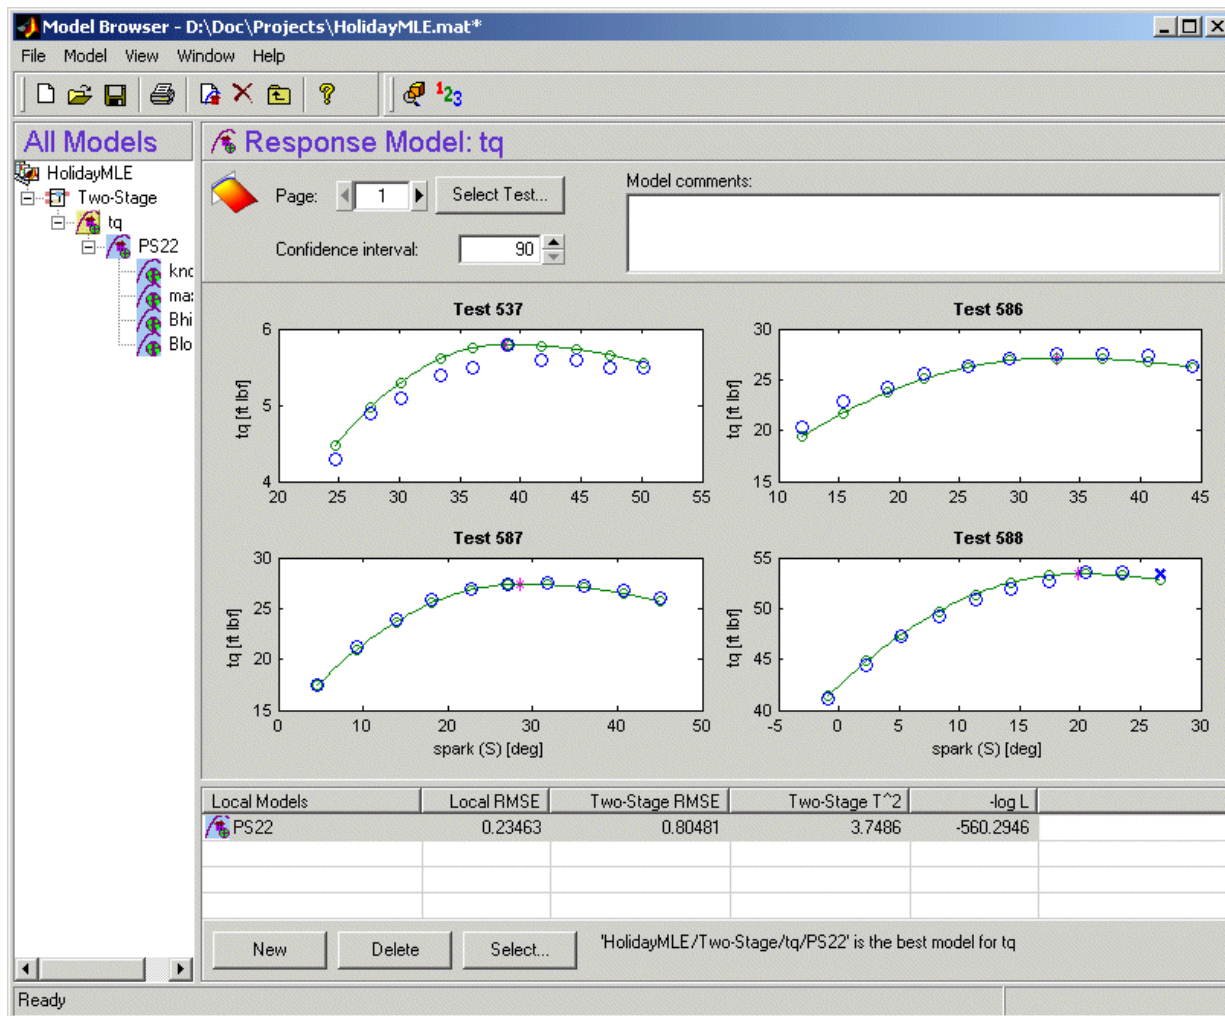 Model Browser - D:\Doc\Projects\HolidayMLE.mat*
File Model View Window Help
All Models
HolidayMLE
Two-Stage
tq
PS22
knc
ma:
Bhi
Blo
Response Model: tq
Page: 1 Select Test...
Model comments:
Confidence interval: 90
Test 537
6
5
4
tq [ft lbf]
20 25 30 35 40 45 50 55
Test 586
30
25
20
15
tq [ft lbf]
10 15 20 25 30 35 40 45
Test 587
30
25
20
15
tq [ft lbf]
0 10 20 30 40 50
spark (S) [deg]
Test 588
55
50
45
40
tq [ft lbf]
-5 0 5 10 15 20 25 30
spark (S) [deg]
Local Models Local RMSE Two-Stage RMSE Two-Stage T^2 -log L
PS22 0.23463 0.80481 3.7486 -560.2946
New Delete Select... 'HolidayMLE/Two-Stage/tq/PS22' is the best model for tq
Ready